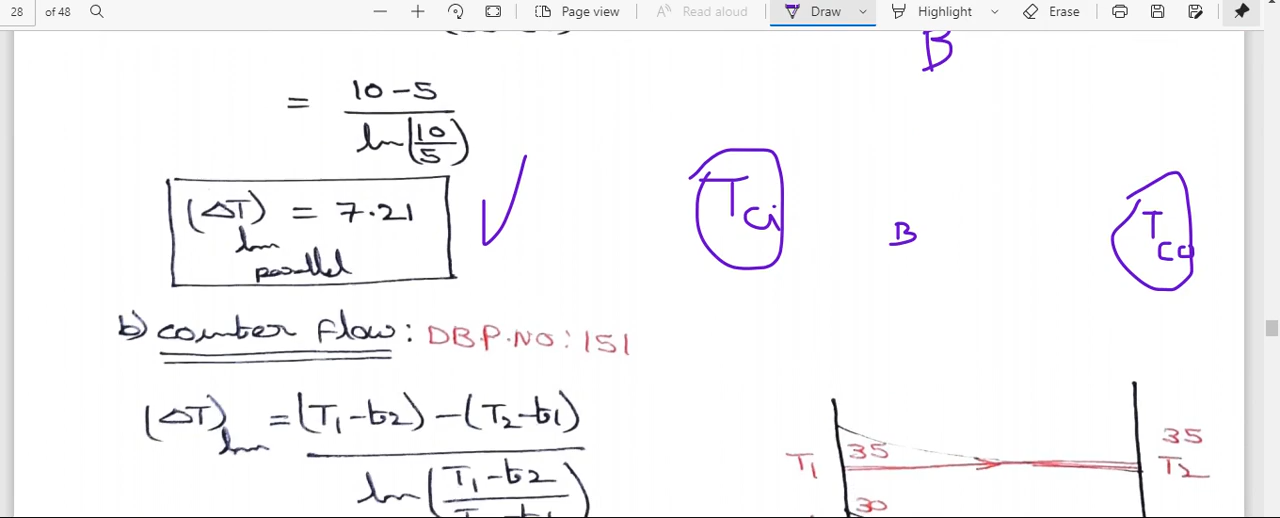 28 of 48 Page view Read aloud Draw Highlight Erase
B
= 10-5
ln(10/5)
(ΔT)lm parallel = 7.21
Tci B Tco
b) counter flow: D.B.P.NO: 151
(ΔT)lm = (T1-t2)-(T2-t1)
ln(T1-t2
T1 35 35
T2
30